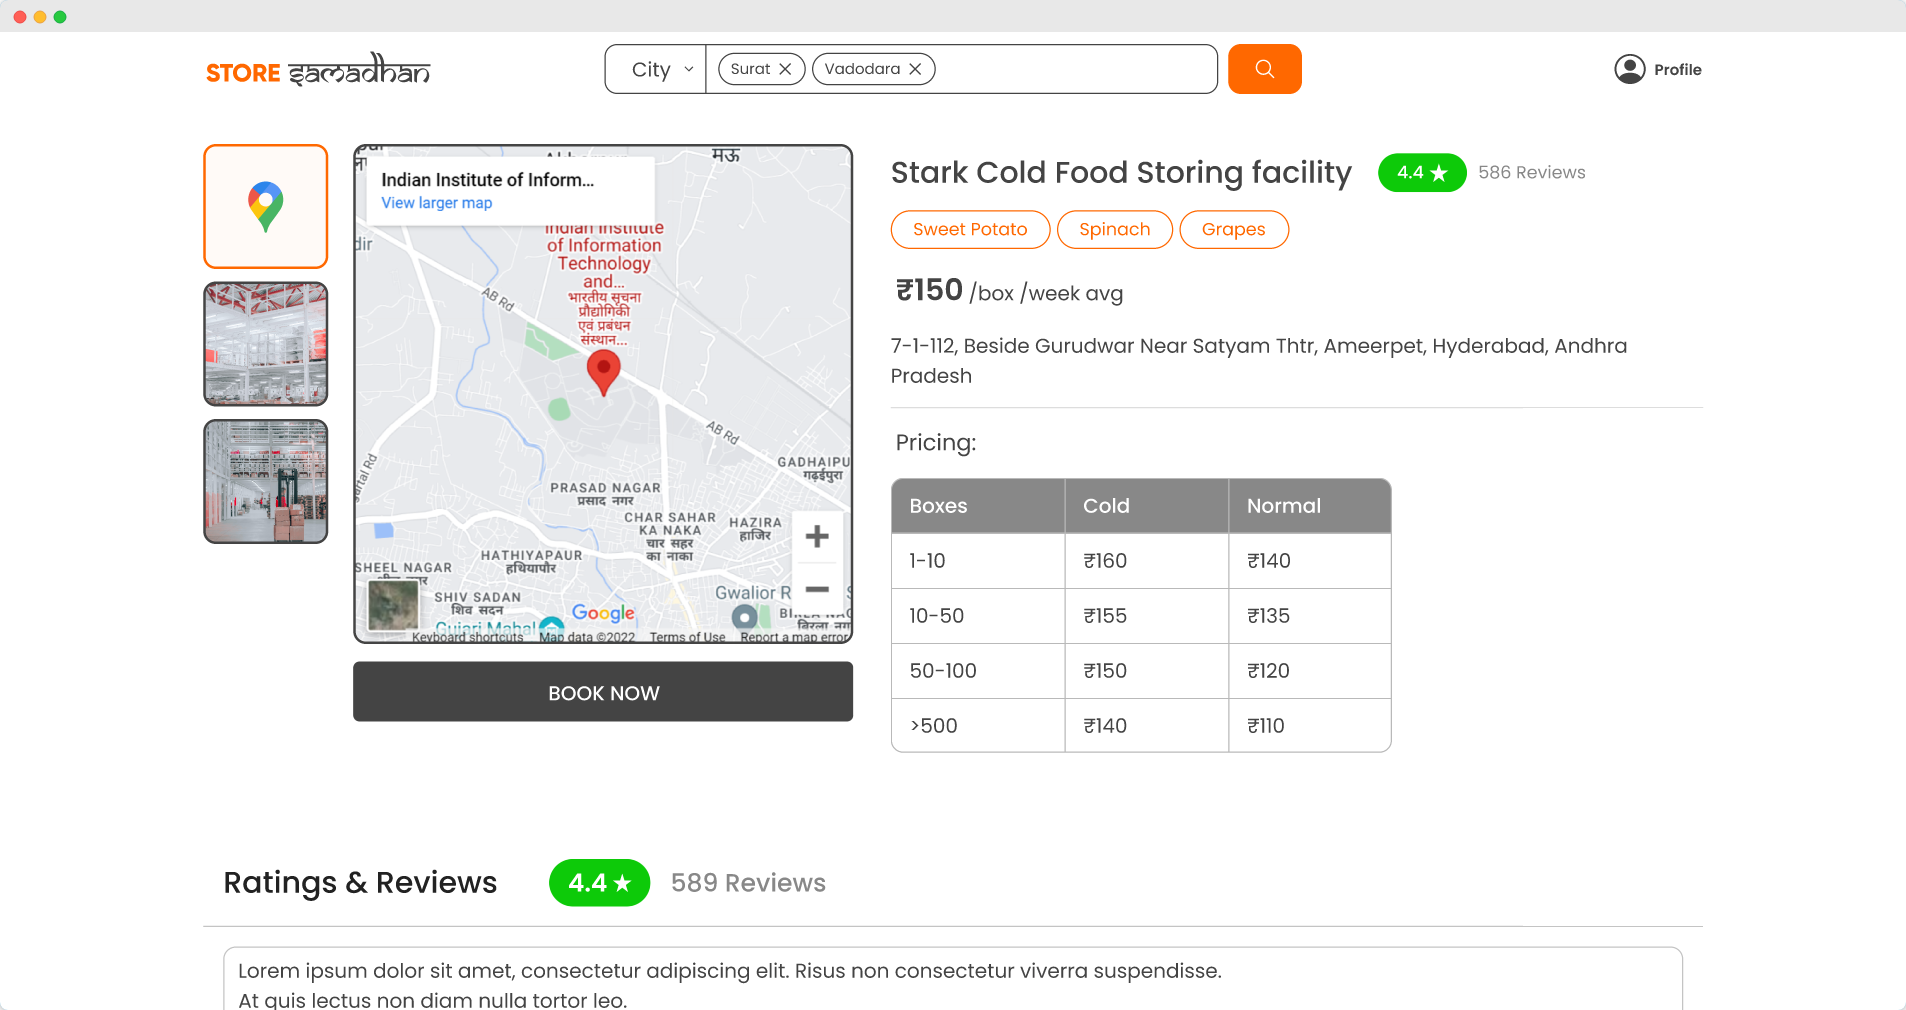 STORE समाधान samadhan
City
Surat
Vadodara
Profile
मऊ
Indian Institute of Inform...
View larger map
Indian Institute
of Information
Technology
and...
भारतीय सूचना
प्रौद्योगिकी
एवं प्रबंधन
संस्थान...
AB Rd
AB Rd
GADHAIPU
गढ़ईपुरा
PRASAD NAGAR
प्रसाद नगर
CHAR SAHAR
KA NAKA
चार सहर
का नाका
HAZIRA
हाजिर
HATHIYAPAUR
हथियापौर
SHEEL NAGAR
SHIV SADAN
शिव सदन
Gwalior R
Gujari Mahal
Google
Keyboard shortcuts
Map data ©2022
Terms of Use
Report a map error
BOOK NOW
Stark Cold Food Storing facility
4.4 ★
586 Reviews
Sweet Potato
Spinach
Grapes
₹150 /box /week avg
7-1-112, Beside Gurudwar Near Satyam Thtr, Ameerpet, Hyderabad, Andhra
Pradesh
Pricing:
Boxes Cold Normal
1-10 ₹160 ₹140
10-50 ₹155 ₹135
50-100 ₹150 ₹120
>500 ₹140 ₹110
Ratings & Reviews
4.4 ★
589 Reviews
Lorem ipsum dolor sit amet, consectetur adipiscing elit. Risus non consectetur viverra suspendisse.
At quis lectus non diam nulla tortor leo.